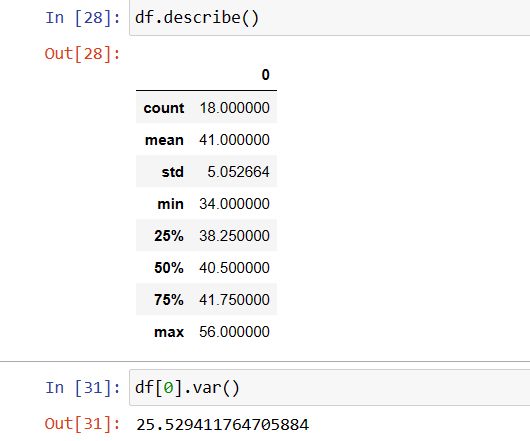 In [28]: df.describe()
Out[28]:
0
count 18.000000
mean 41.000000
std 5.052664
min 34.000000
25% 38.250000
50% 40.500000
75% 41.750000
max 56.000000
In [31]: df[0].var()
Out[31]: 25.529411764705884